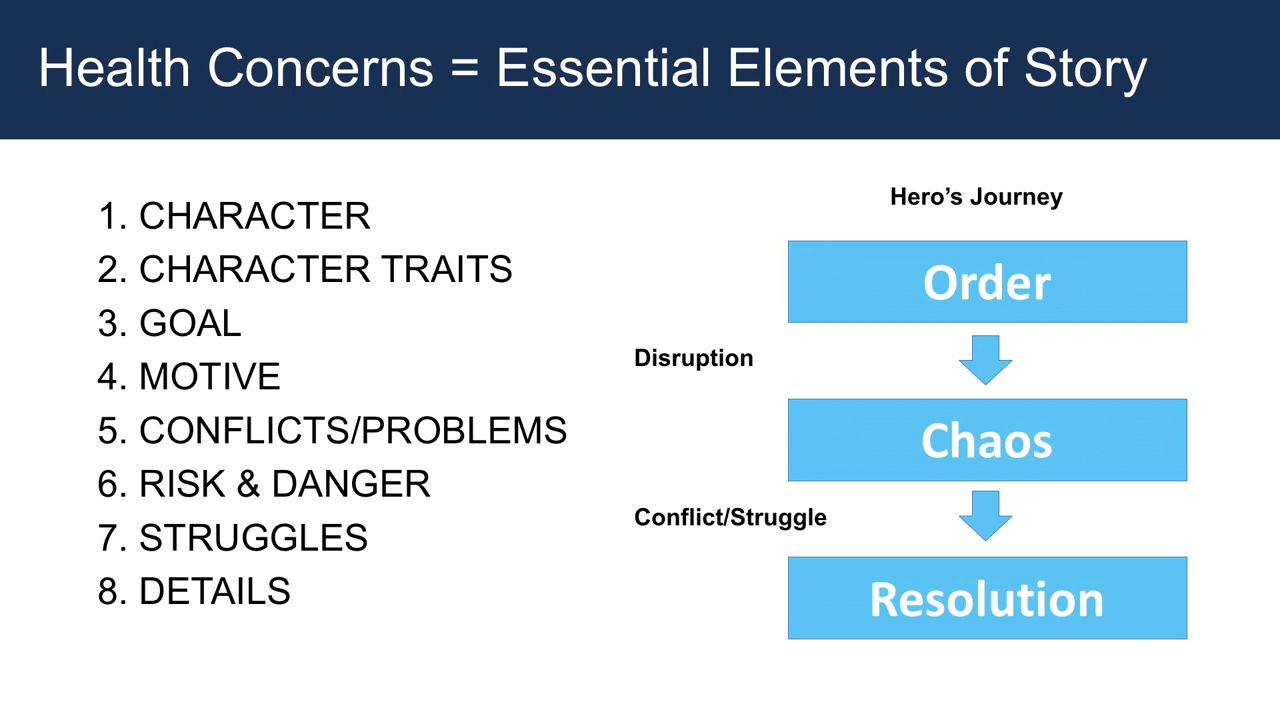 Health Concerns = Essential Elements of Story
1. CHARACTER
2. CHARACTER TRAITS
3. GOAL
4. MOTIVE
5. CONFLICTS/PROBLEMS
6. RISK & DANGER
7. STRUGGLES
8. DETAILS
Hero’s Journey
Order
Disruption
Chaos
Conflict/Struggle
Resolution